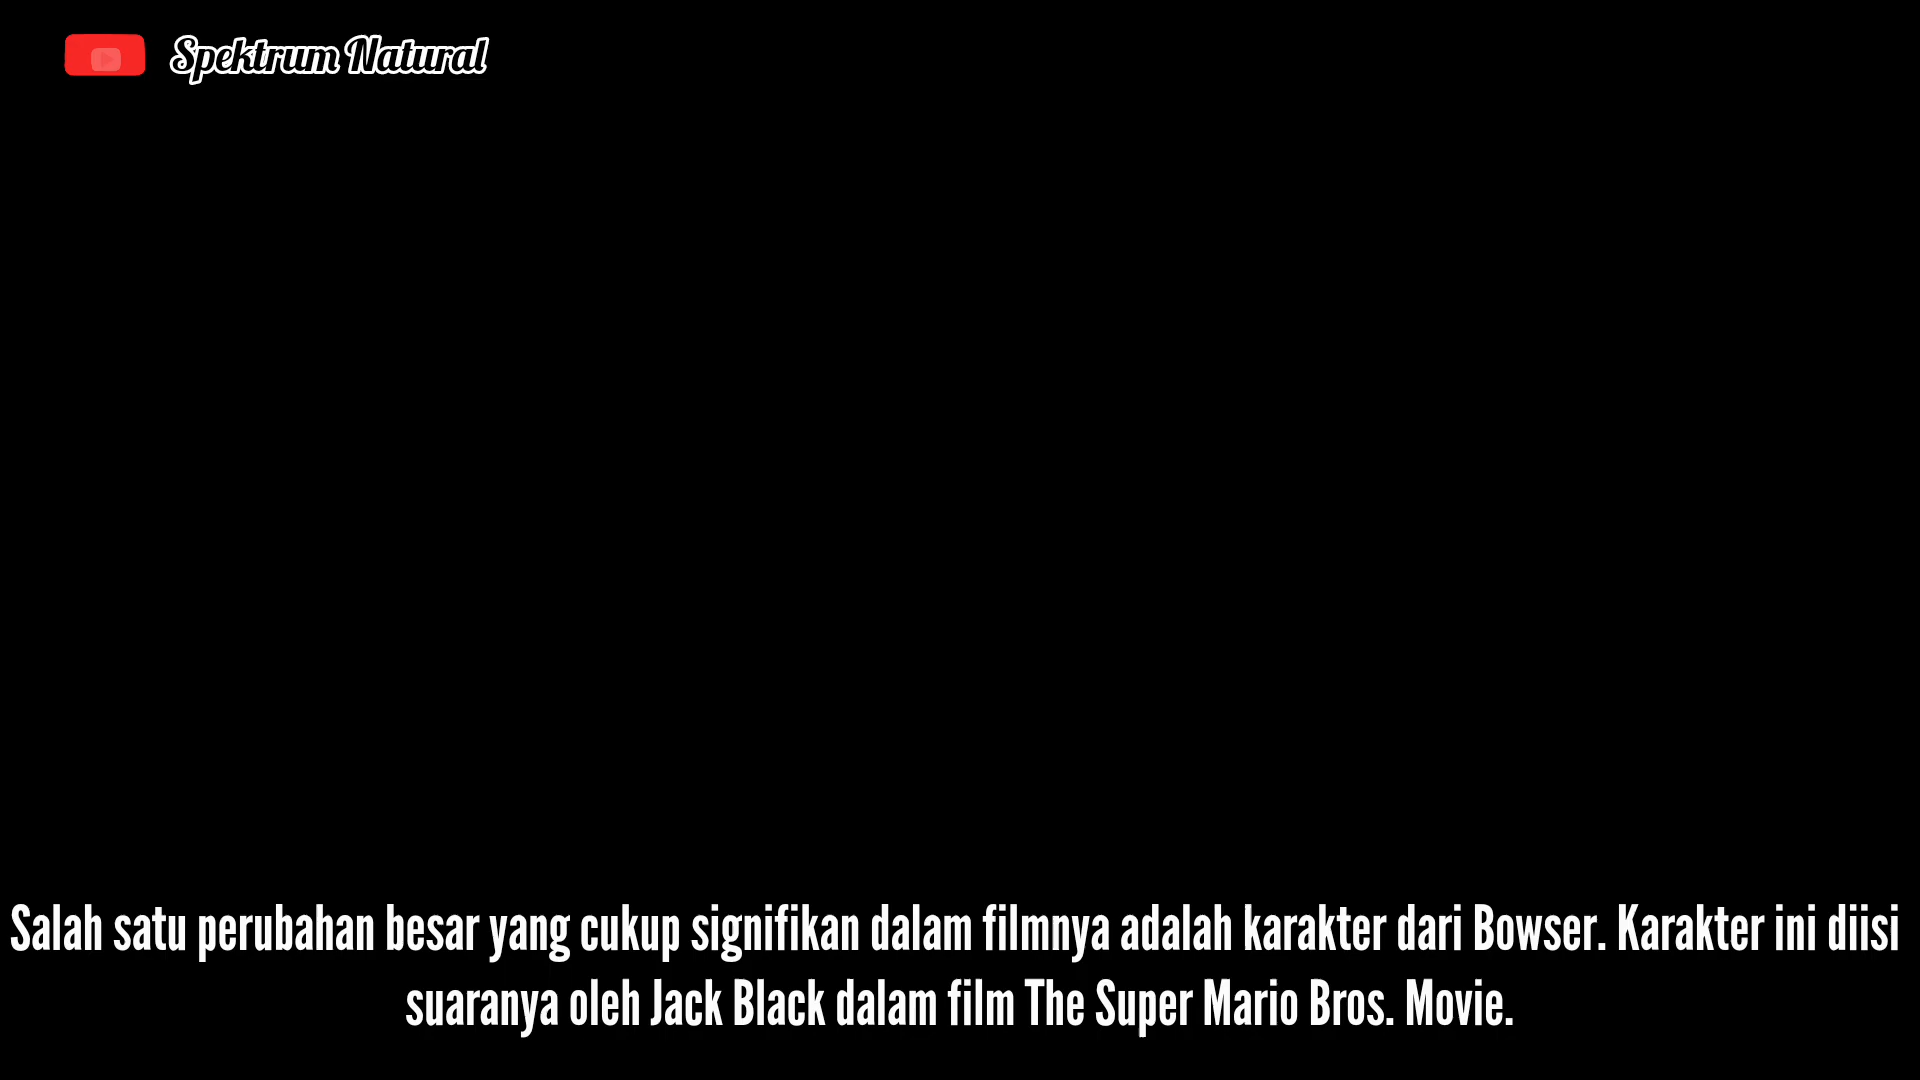 Spektrum Natural
Salah satu perubahan besar yang cukup signifikan dalam filmnya adalah karakter dari Bowser. Karakter ini diisi
suaranya oleh Jack Black dalam film The Super Mario Bros. Movie.